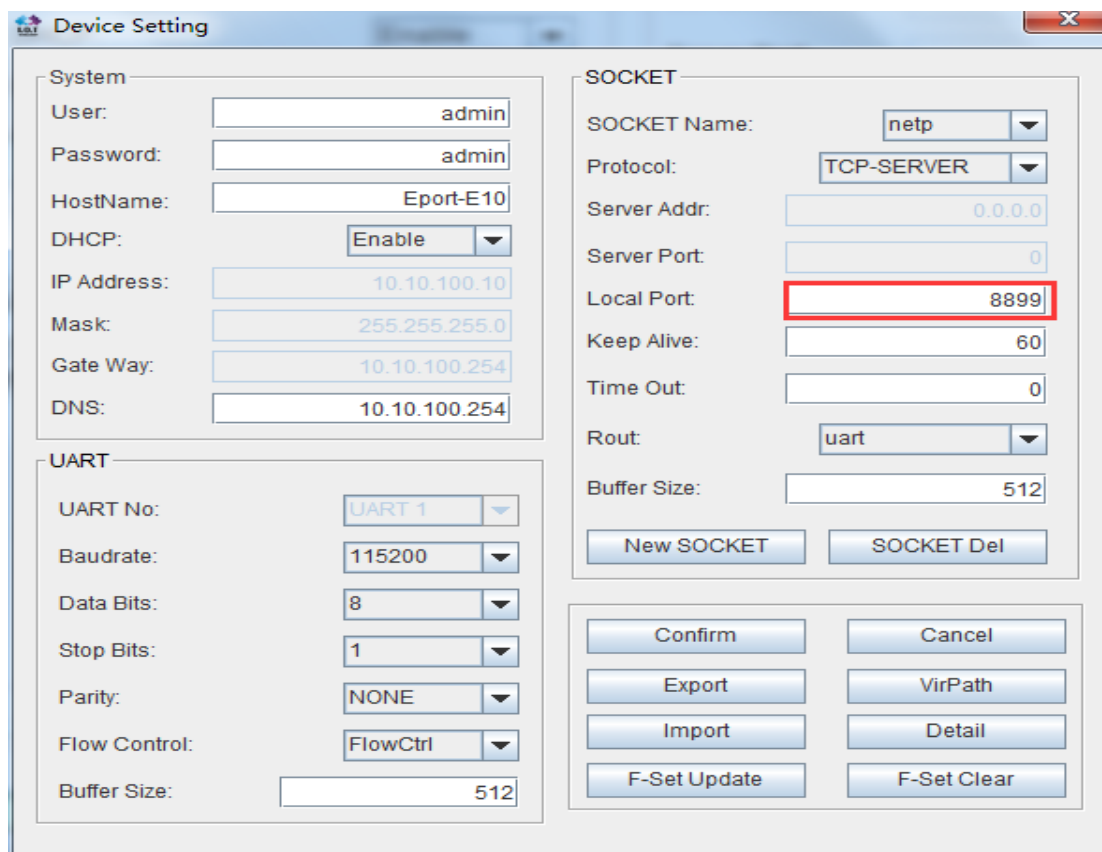 Device Setting
System
User: admin
Password: admin
HostName: Eport-E10
DHCP: Enable
IP Address: 10.10.100.10
Mask: 255.255.255.0
Gate Way: 10.10.100.254
DNS: 10.10.100.254
UART
UART No: UART 1
Baudrate: 115200
Data Bits: 8
Stop Bits: 1
Parity: NONE
Flow Control: FlowCtrl
Buffer Size: 512
SOCKET
SOCKET Name: netp
Protocol: TCP-SERVER
Server Addr: 0.0.0.0
Server Port: 0
Local Port: 8899
Keep Alive: 60
Time Out: 0
Rout: uart
Buffer Size: 512
New SOCKET SOCKET Del
Confirm Cancel
Export VirPath
Import Detail
F-Set Update F-Set Clear